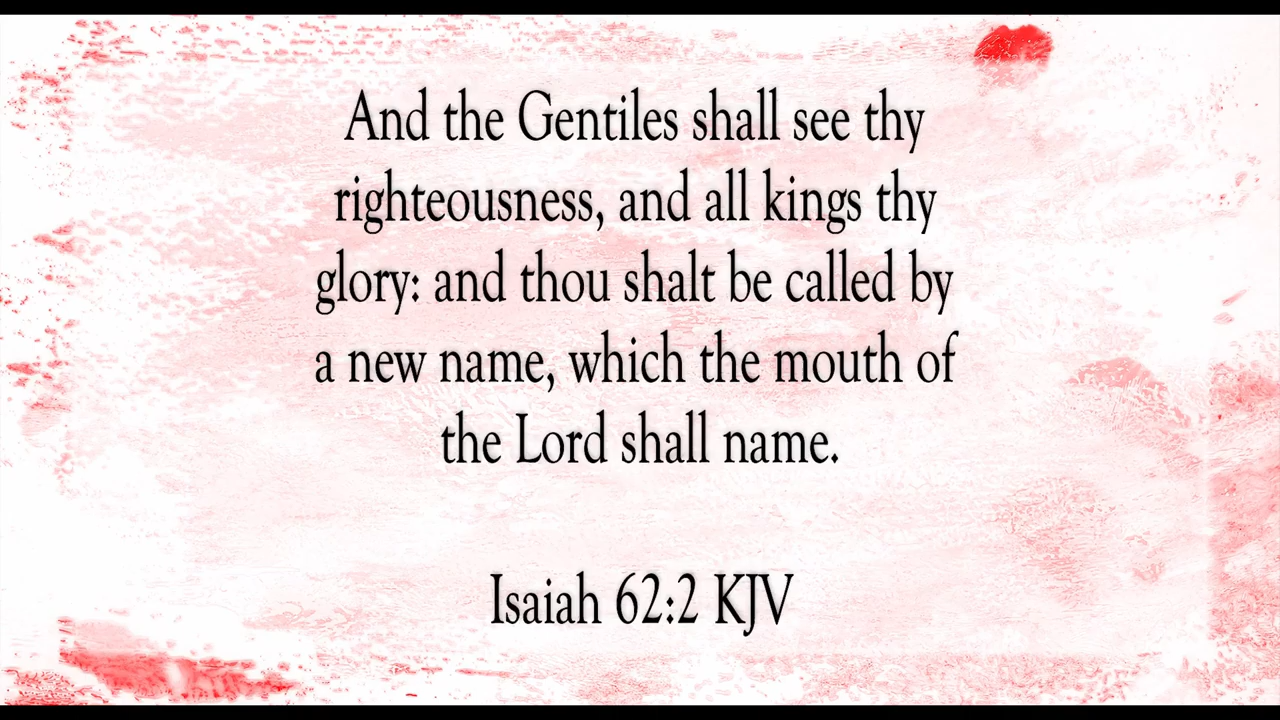 And the Gentiles shall see thy
righteousness, and all kings thy
glory: and thou shalt be called by
a new name, which the mouth of
the Lord shall name.
Isaiah 62:2 KJV